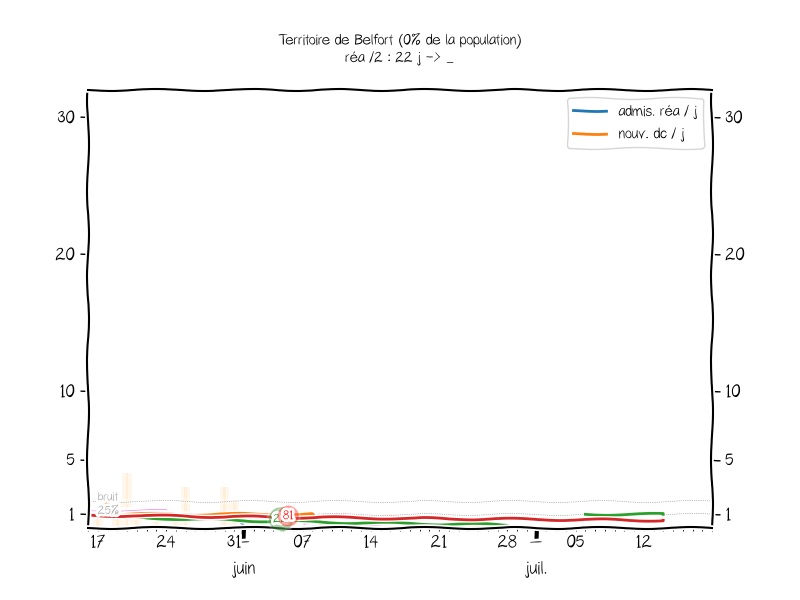 Territoire de Belfort (0% de la population)
réa /2 : 22 j -> _
admis. réa / j
nouv. dc / j
30
30
20
20
10
10
5
5
bruit
25%
81
1
1
17 24 31 07 14 21 28 05 12
juin juil.